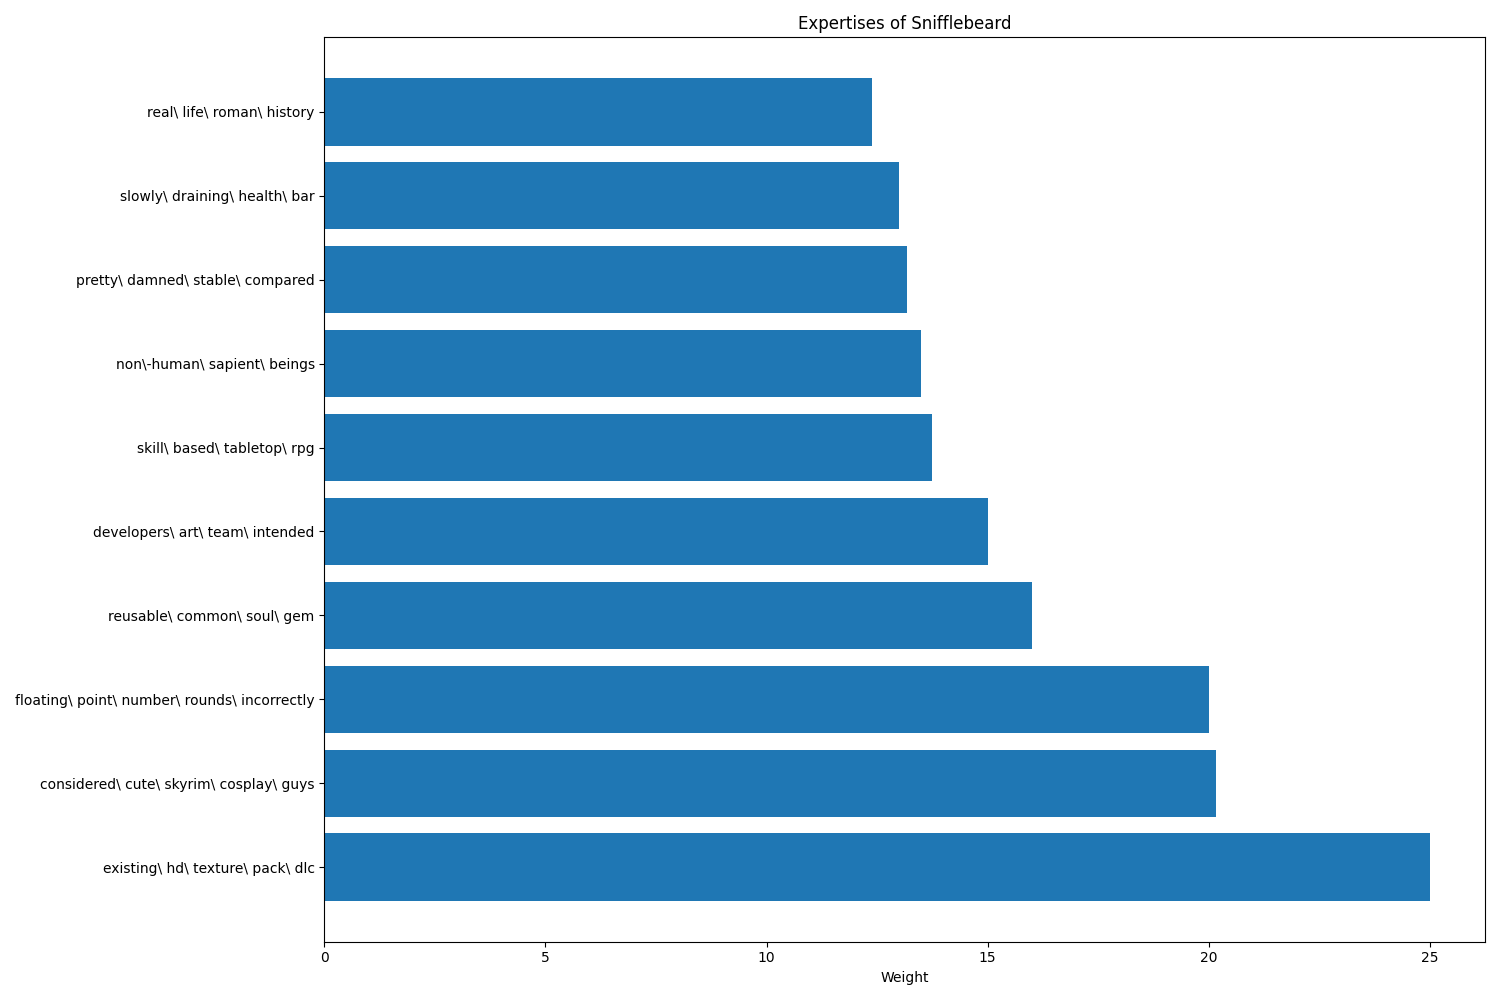 Expertises of Snifflebeard
real\ life\ roman\ history
slowly\ draining\ health\ bar
pretty\ damned\ stable\ compared
non\-human\ sapient\ beings
skill\ based\ tabletop\ rpg
developers\ art\ team\ intended
reusable\ common\ soul\ gem
floating\ point\ number\ rounds\ incorrectly
considered\ cute\ skyrim\ cosplay\ guys
existing\ hd\ texture\ pack\ dlc
0 5 10 15 20 25
Weight